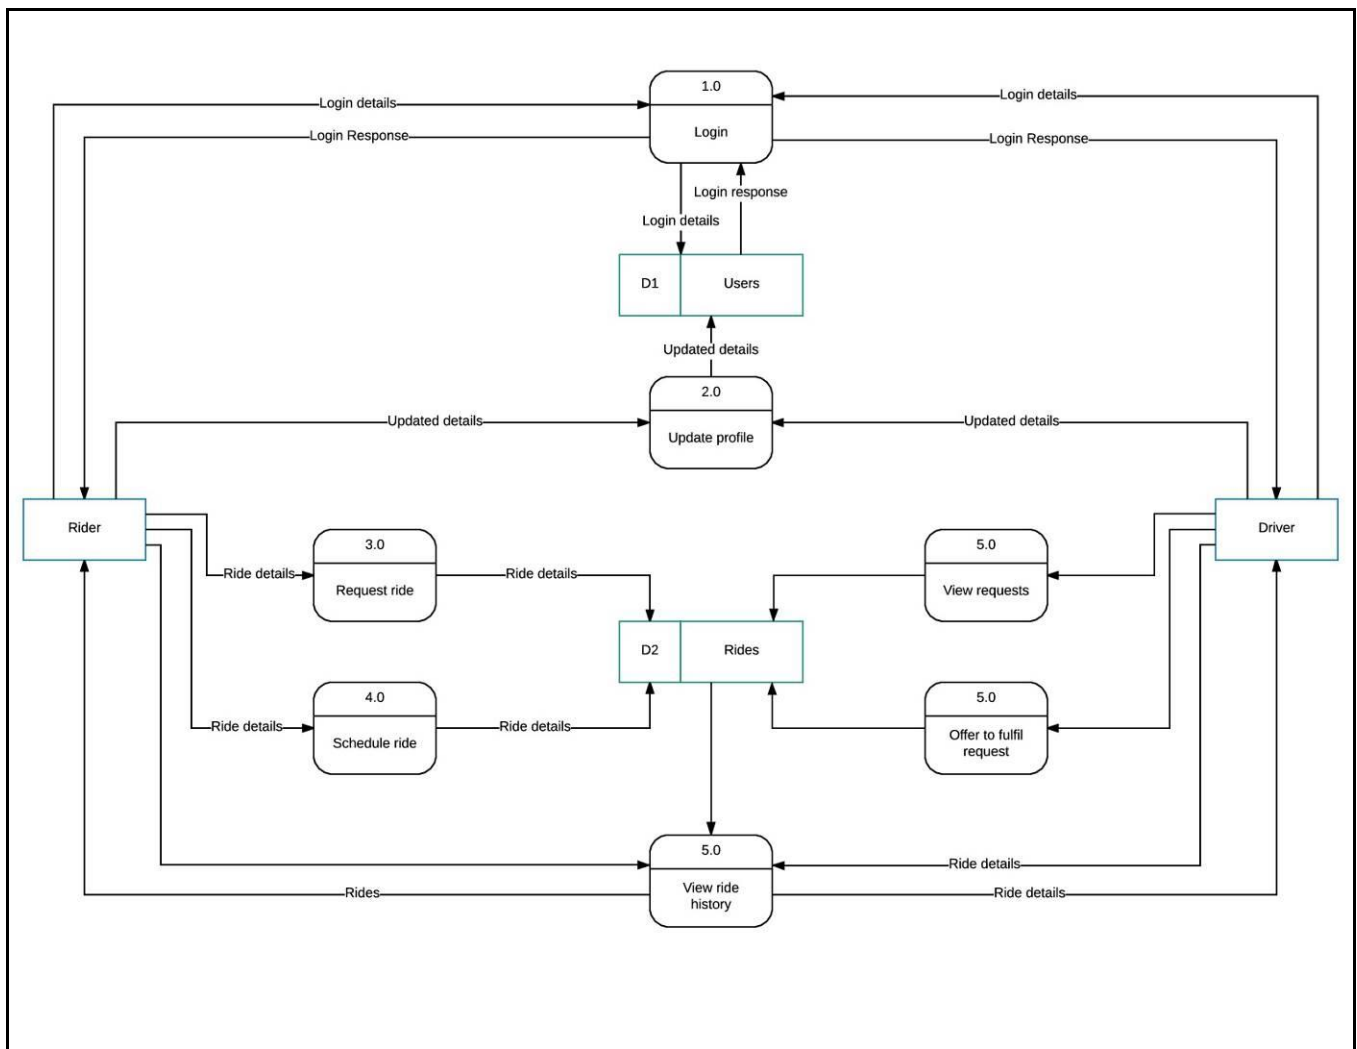 1.0
Login details
Login details
Login
Login Response
Login Response
Login response
Login details
D1
Users
Updated details
2.0
Updated details
Updated details
Update profile
Rider
Driver
3.0
5.0
Ride details
Ride details
Request ride
View requests
D2
Rides
4.0
5.0
Ride details
Ride details
Schedule ride
Offer to fulfil
request
5.0
Ride details
View ride
history
Rides
Ride details